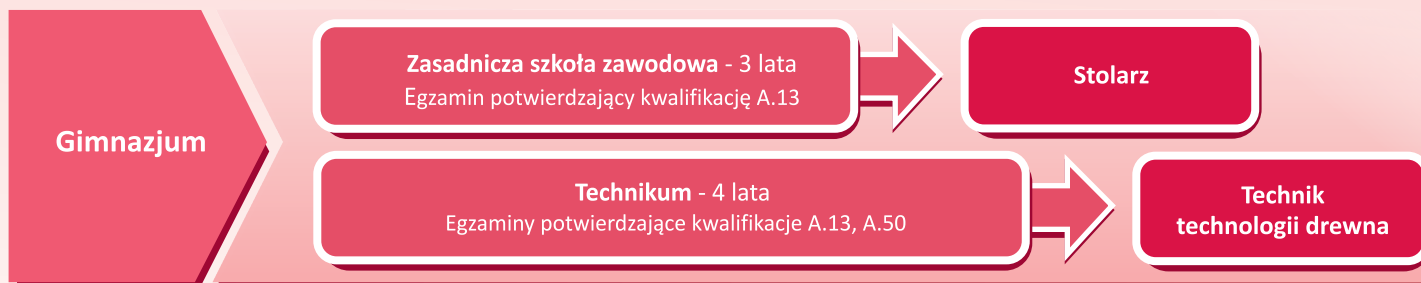 Gimnazjum
Zasadnicza szkoła zawodowa - 3 lata
Egzamin potwierdzający kwalifikację A.13
Stolarz
Technikum - 4 lata
Egzaminy potwierdzające kwalifikacje A.13, A.50
Technik
technologii drewna